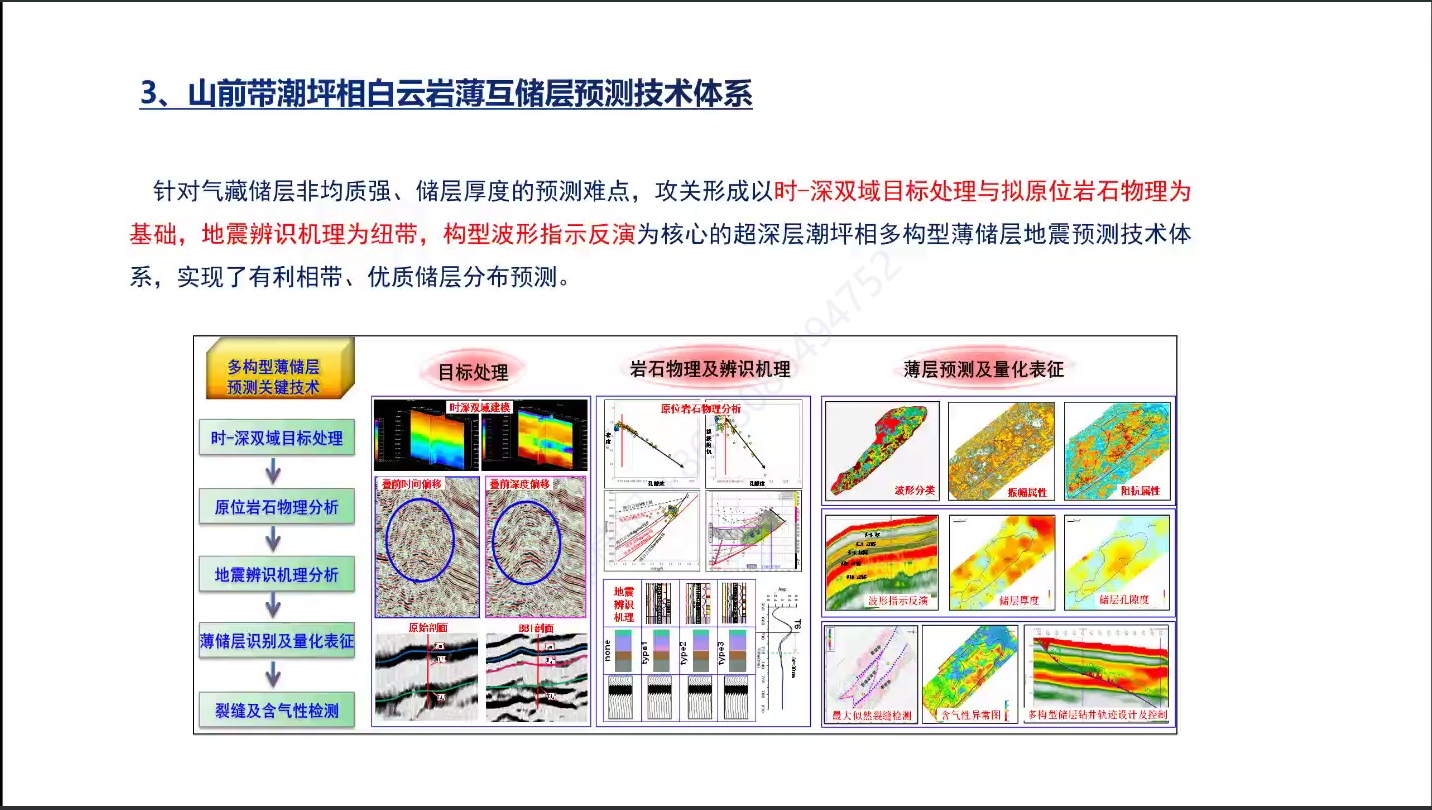 3、山前带潮坪相白云岩薄互储层预测技术体系
针对气藏储层非均质强、储层厚度的预测难点，攻关形成以时-深双域目标处理与拟原位岩石物理为
基础，地震辨识机理为纽带，构型波形指示反演为核心的超深层潮坪相多构型薄储层地震预测技术体
系，实现了有利相带、优质储层分布预测。
多构型薄储层
预测关键技术
时-深双域目标处理
原位岩石物理分析
地震辨识机理分析
薄储层识别及量化表征
裂缝及含气性检测
目标处理
时深双域建模
叠前时间偏移
叠前深度偏移
原始剖面
BBT剖面
岩石物理及辨识机理
原位岩石物理分析
孔隙度
孔隙度
地震
辨识
机理
none
type1
type2
type3
薄层预测及量化表征
波形分类
振幅属性
阻抗属性
波形指示反演
储层厚度
储层孔隙度
最大似然裂缝检测
含气性异常图
多构型储层钻井轨迹设计及控制